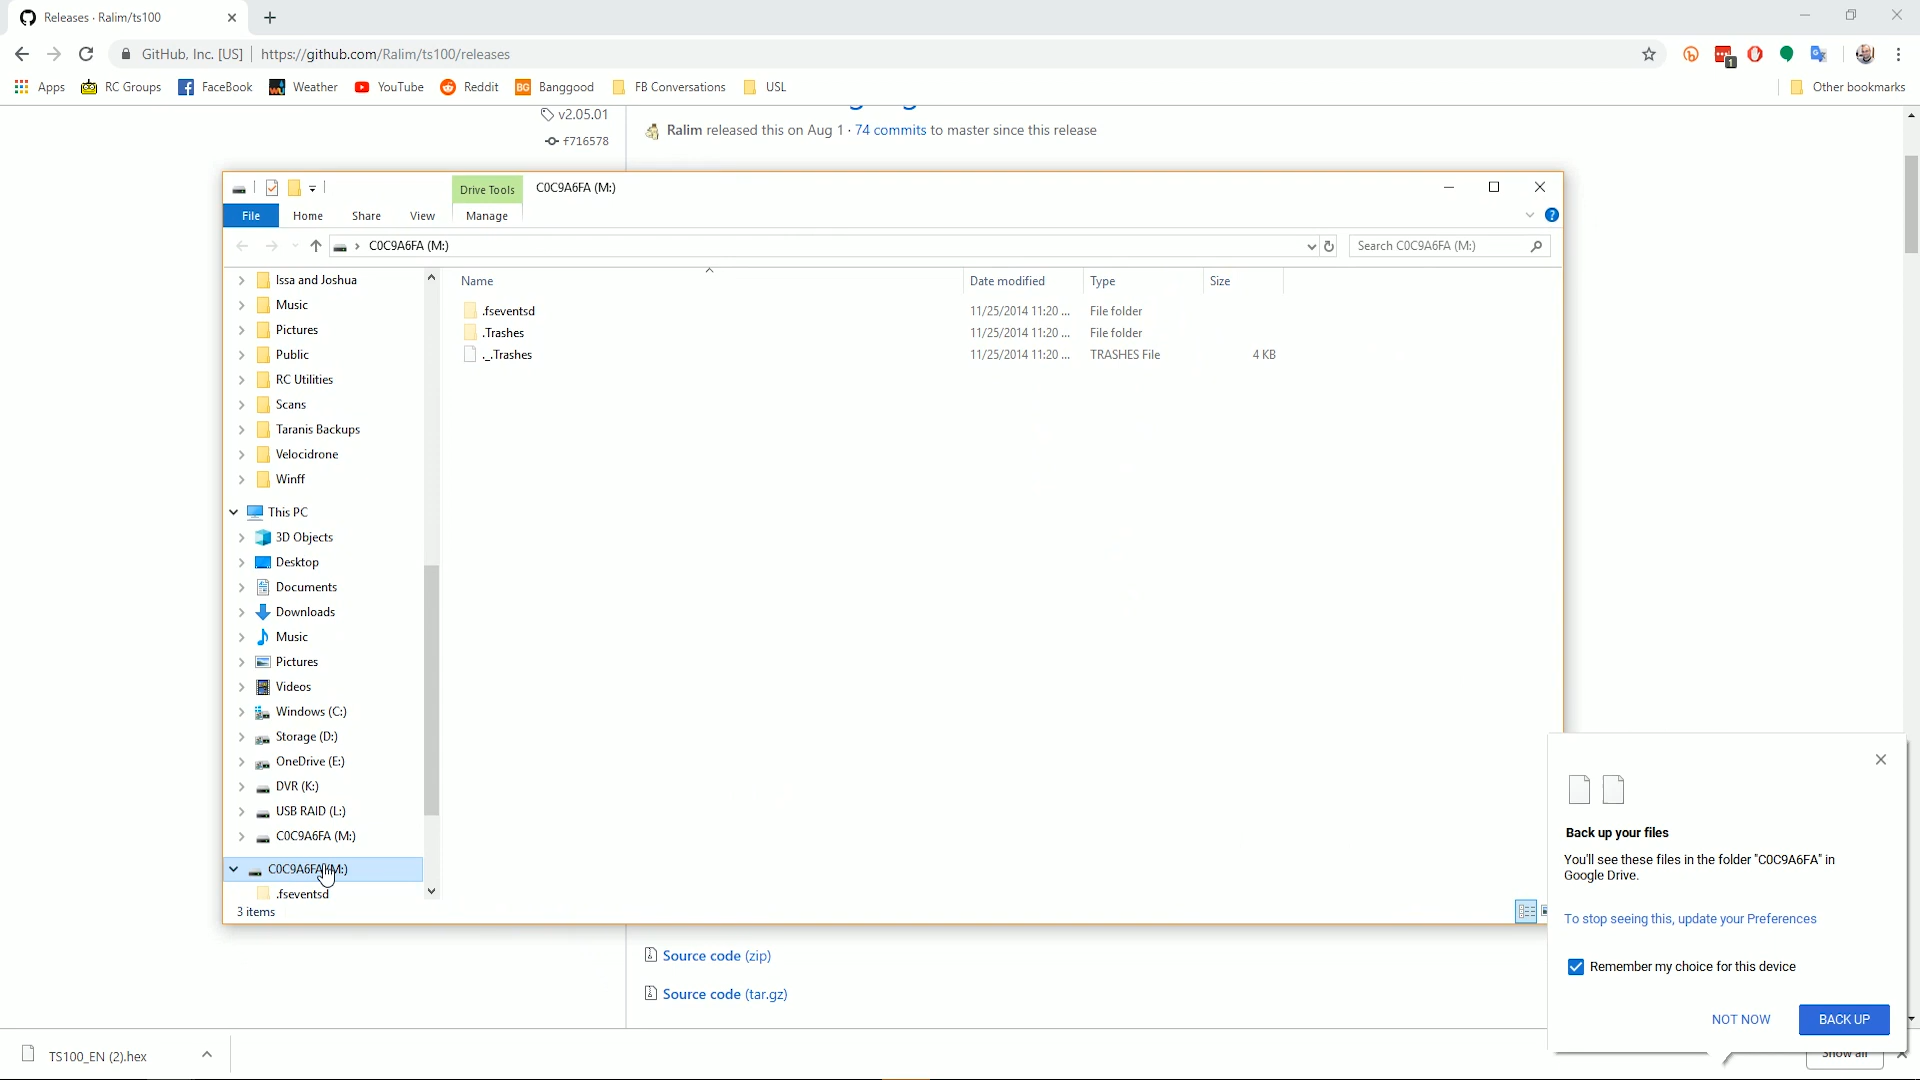 Releases · Ralim/ts100
GitHub, Inc. [US] https://github.com/Ralim/ts100/releases
1
Apps RC Groups FaceBook Weather YouTube Reddit Banggood FB Conversations USL Other bookmarks
v2.05.01
f716578
Ralim released this on Aug 1 · 74 commits to master since this release
Drive Tools C0C9A6FA (M:)
File Home Share View Manage
C0C9A6FA (M:) Search C0C9A6FA (M:)
Name Date modified Type Size
.fseventsd 11/25/2014 11:20 ... File folder
.Trashes 11/25/2014 11:20 ... File folder
._.Trashes 11/25/2014 11:20 ... TRASHES File 4 KB
Issa and Joshua
Music
Pictures
Public
RC Utilities
Scans
Taranis Backups
Velocidrone
Winff
This PC
3D Objects
Desktop
Documents
Downloads
Music
Pictures
Videos
Windows (C:)
Storage (D:)
OneDrive (E:)
DVR (K:)
USB RAID (L:)
C0C9A6FA (M:)
C0C9A6FA (M:)
.fseventsd
3 items
Back up your files
You'll see these files in the folder "C0C9A6FA" in
Google Drive.
To stop seeing this, update your Preferences
Remember my choice for this device
NOT NOW BACK UP
Source code (zip)
Source code (tar.gz)
TS100_EN (2).hex
Show all